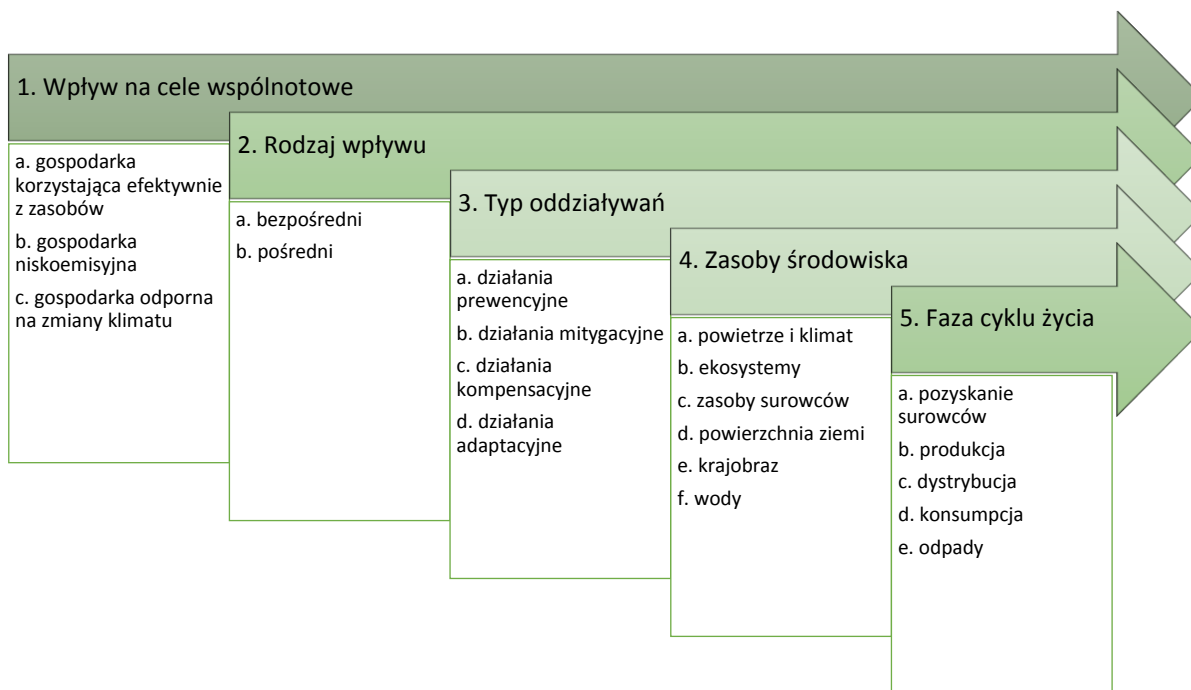 1. Wpływ na cele wspólnotowe
a. gospodarka
korzystająca efektywnie
z zasobów
b. gospodarka
niskoemisyjna
c. gospodarka odporna
na zmiany klimatu
2. Rodzaj wpływu
a. bezpośredni
b. pośredni
3. Typ oddziaływań
a. działania
prewencyjne
b. działania mitygacyjne
c. działania
kompensacyjne
d. działania
adaptacyjne
4. Zasoby środowiska
a. powietrze i klimat
b. ekosystemy
c. zasoby surowców
d. powierzchnia ziemi
e. krajobraz
f. wody
5. Faza cyklu życia
a. pozyskanie
surowców
b. produkcja
c. dystrybucja
d. konsumpcja
e. odpady